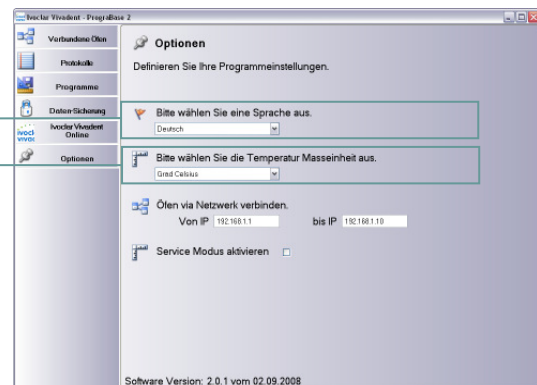 Ivoclar Vivadent - PrograBase 2
Verbundene Öfen
Protokolle
Programme
Daten-Sicherung
Ivoclar Vivadent
Online
Optionen
Optionen
Definieren Sie Ihre Programmeinstellungen.
Bitte wählen Sie eine Sprache aus.
Deutsch
Bitte wählen Sie die Temperatur Masseinheit aus.
Grad Celsius
Öfen via Netzwerk verbinden.
Von IP 192.168.1.1 bis IP 192.168.1.10
Service Modus aktivieren
Software Version: 2.0.1 vom 02.09.2008